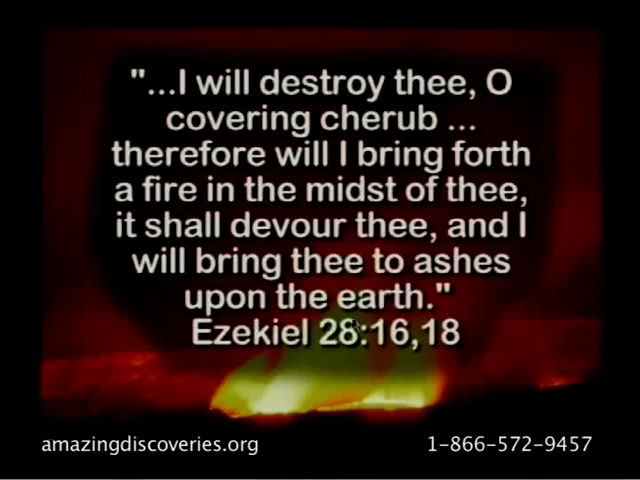 "...I will destroy thee, O
covering cherub ...
therefore will I bring forth
a fire in the midst of thee,
it shall devour thee, and I
will bring thee to ashes
upon the earth."
Ezekiel 28:16,18
amazingdiscoveries.org
1-866-572-9457